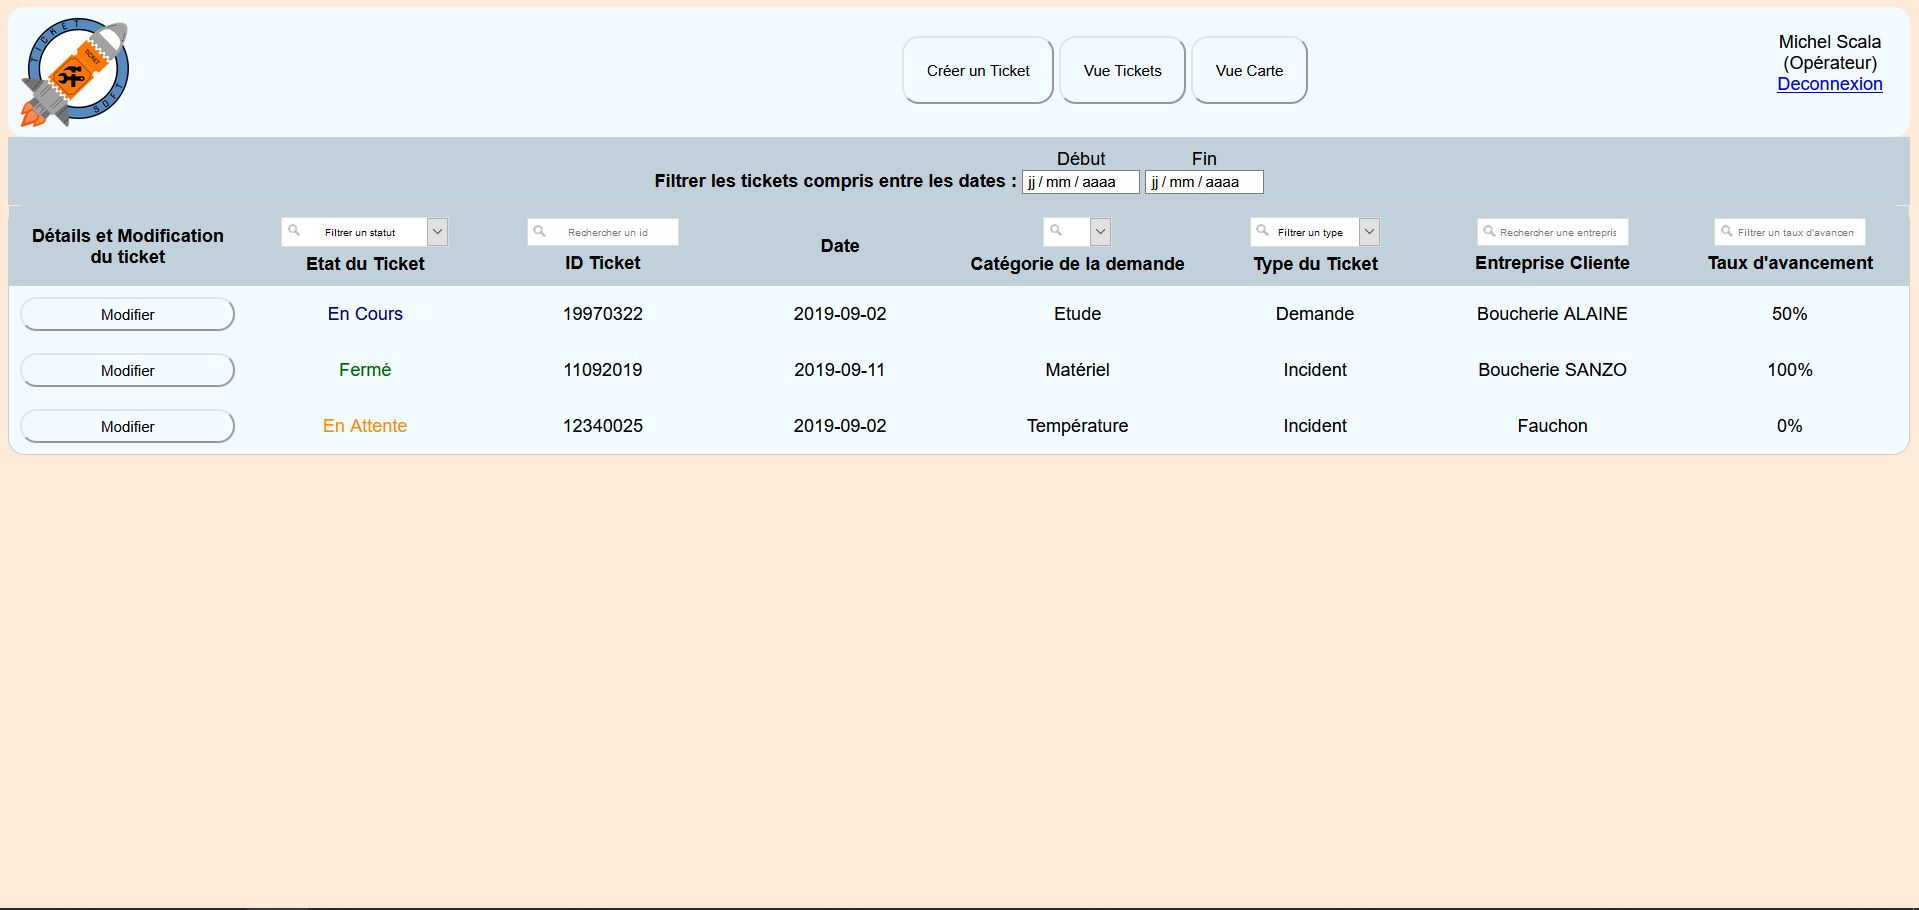 TICKET
TICKET
SOFT
Créer un Ticket
Vue Tickets
Vue Carte
Michel Scala
(Opérateur)
Deconnexion
Début
Fin
Filtrer les tickets compris entre les dates :
jj / mm / aaaa
jj / mm / aaaa
Détails et Modification
du ticket
Filtrer un statut
Etat du Ticket
Rechercher un id
ID Ticket
Date
Catégorie de la demande
Filtrer un type
Type du Ticket
Rechercher une entrepris
Entreprise Cliente
Filtrer un taux d'avancen
Taux d'avancement
Modifier En Cours 19970322 2019-09-02 Etude Demande Boucherie ALAINE 50%
Modifier Fermé 11092019 2019-09-11 Matériel Incident Boucherie SANZO 100%
Modifier En Attente 12340025 2019-09-02 Température Incident Fauchon 0%